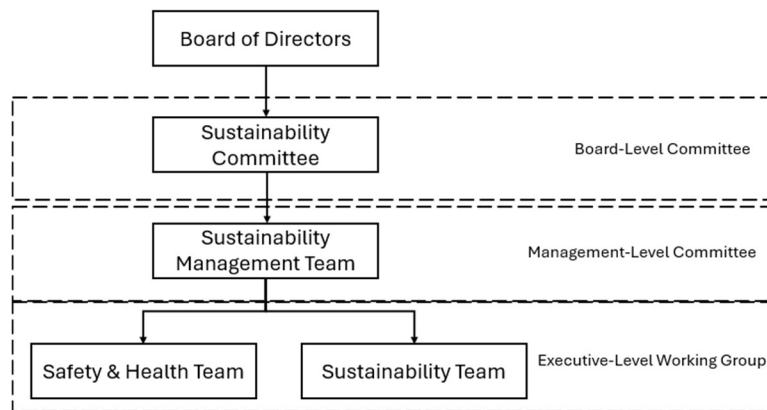 Board of Directors
Sustainability
Committee
Board-Level Committee
Sustainability
Management Team
Management-Level Committee
Safety & Health Team
Sustainability Team
Executive-Level Working Group